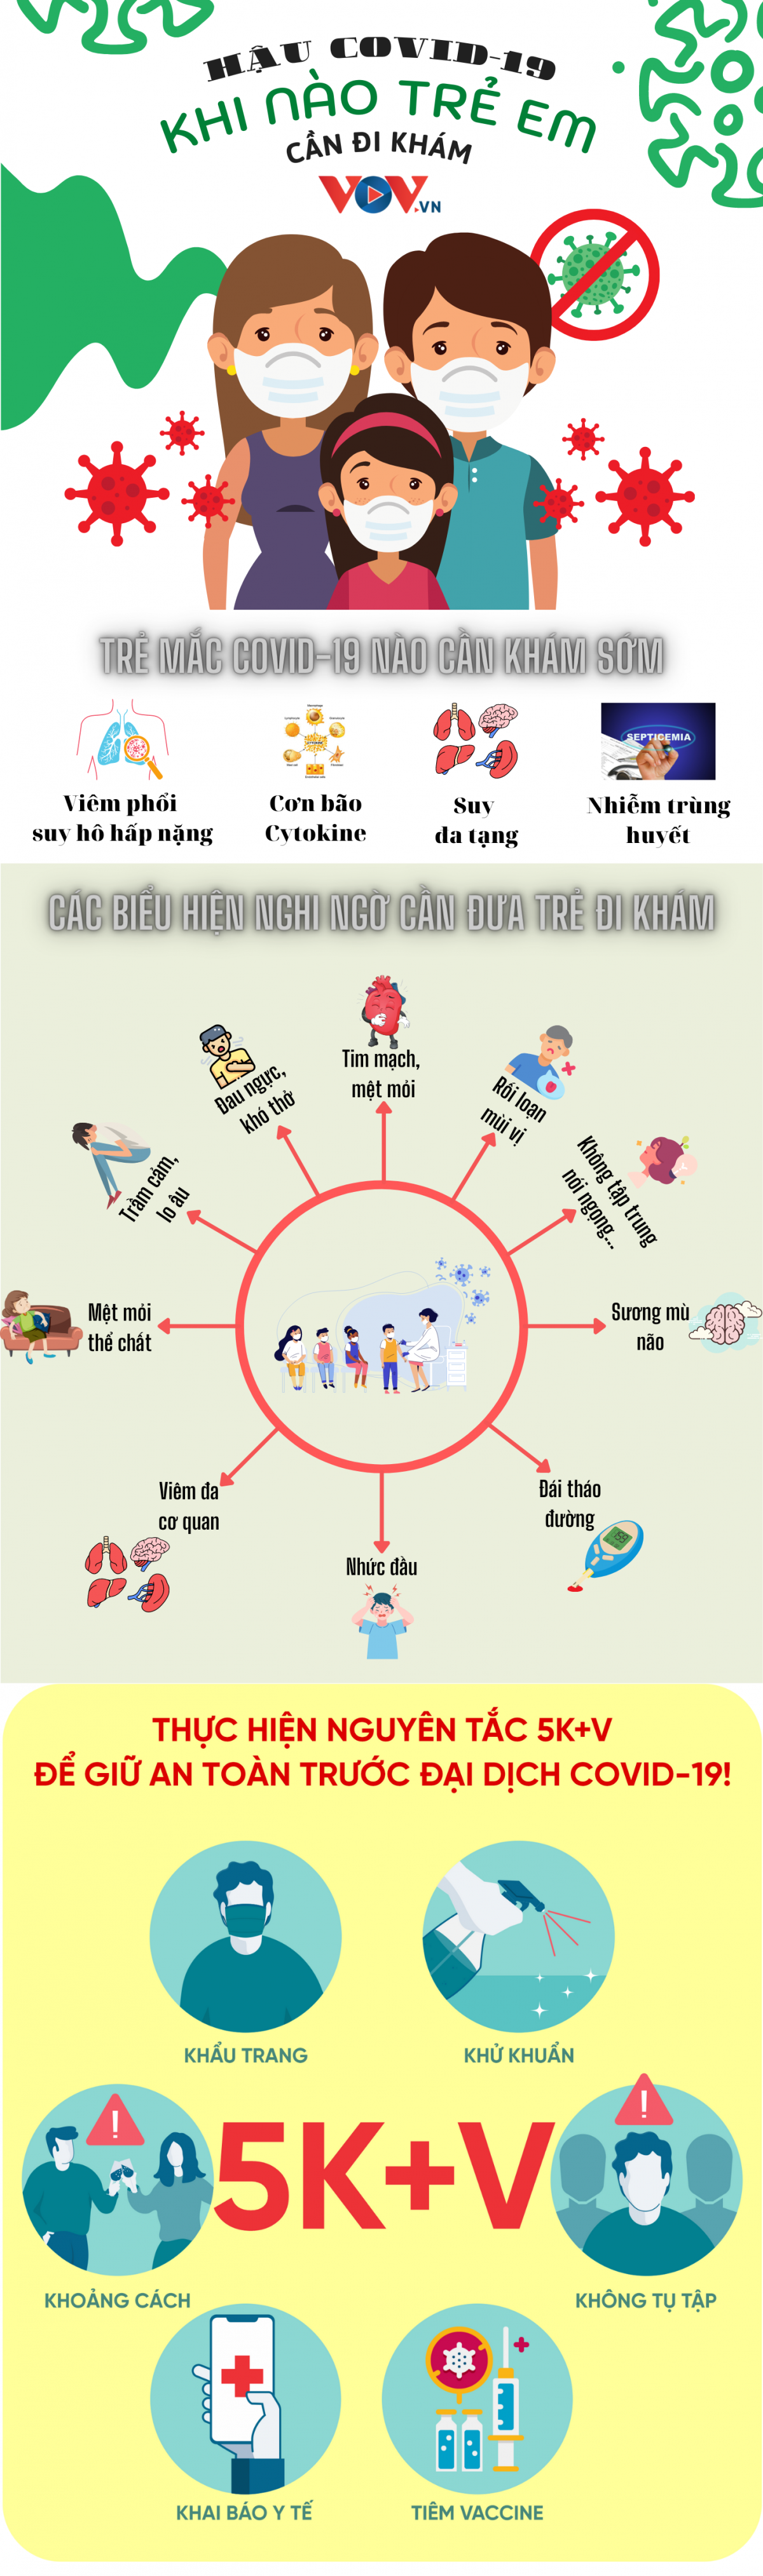 HẬU COVID-19
KHI NÀO TRẺ EM
CẦN ĐI KHÁM
VOV.VN
TRẺ MẮC COVID-19 NÀO CẦN KHÁM SỚM
SEPTICEMIA
Viêm phổi
suy hô hấp nặng
Cơn bão
Cytokine
Suy
đa tạng
Nhiễm trùng
huyết
CÁC BIỂU HIỆN NGHI NGỜ CẦN ĐƯA TRẺ ĐI KHÁM
Tim mạch,
mệt mỏi
Đau ngực,
khó thở
Rối loạn
mùi vị
Trầm cảm,
lo âu
Không tập trung
nói ngọng...
Mệt mỏi
thể chất
Sương mù
não
Viêm đa
cơ quan
Đái tháo
đường
Nhức đầu
THỰC HIỆN NGUYÊN TẮC 5K+V
ĐỂ GIỮ AN TOÀN TRƯỚC ĐẠI DỊCH COVID-19!
KHẨU TRANG
KHỬ KHUẨN
5K+V
KHOẢNG CÁCH
KHÔNG TỤ TẬP
KHAI BÁO Y TẾ
TIÊM VACCINE